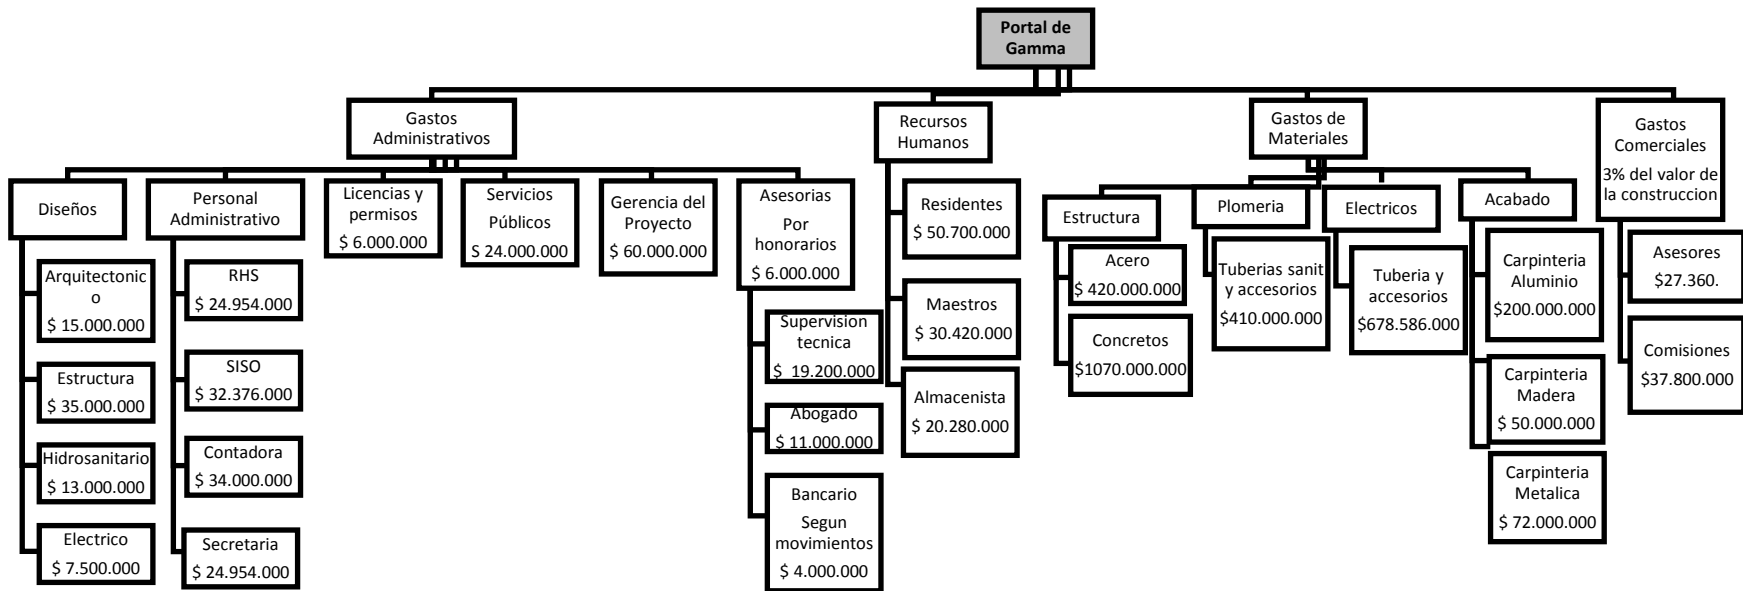 Portal de
Gamma
Gastos
Administrativos
Recursos
Humanos
Gastos de
Materiales
Gastos
Comerciales
3% del valor de
la construccion
Diseños
Personal
Administrativo
Licencias y
permisos
$ 6.000.000
Servicios
Públicos
$ 24.000.000
Gerencia del
Proyecto
$ 60.000.000
Asesorias
Por
honorarios
$ 6.000.000
Arquitectonic
o
$ 15.000.000
Estructura
$ 35.000.000
Hidrosanitario
$ 13.000.000
Electrico
$ 7.500.000
RHS
$ 24.954.000
SISO
$ 32.376.000
Contadora
$ 34.000.000
Secretaria
$ 24.954.000
Supervision
tecnica
$ 19.200.000
Abogado
$ 11.000.000
Bancario
Segun
movimientos
$ 4.000.000
Residentes
$ 50.700.000
Maestros
$ 30.420.000
Almacenista
$ 20.280.000
Estructura
Plomeria
Electricos
Acabado
Acero
$ 420.000.000
Concretos
$1070.000.000
Tuberias sanit
y accesorios
$410.000.000
Tuberia y
accesorios
$678.586.000
Carpinteria
Aluminio
$200.000.000
Carpinteria
Madera
$ 50.000.000
Carpinteria
Metalica
$ 72.000.000
Asesores
$27.360.
Comisiones
$37.800.000